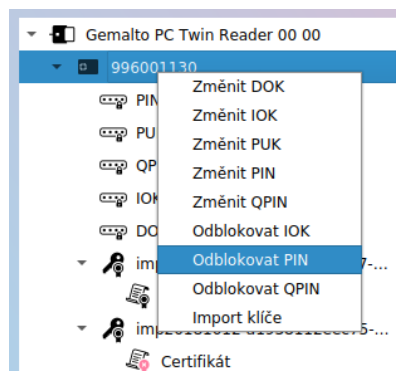 Gemalto PC Twin Reader 00 00
996001130
Změnit DOK
Změnit IOK
Změnit PUK
Změnit PIN
Změnit QPIN
Odblokovat IOK
Odblokovat PIN
Odblokovat QPIN
Import klíče
PIN
PU
QP
IOK
DO
Certifikát